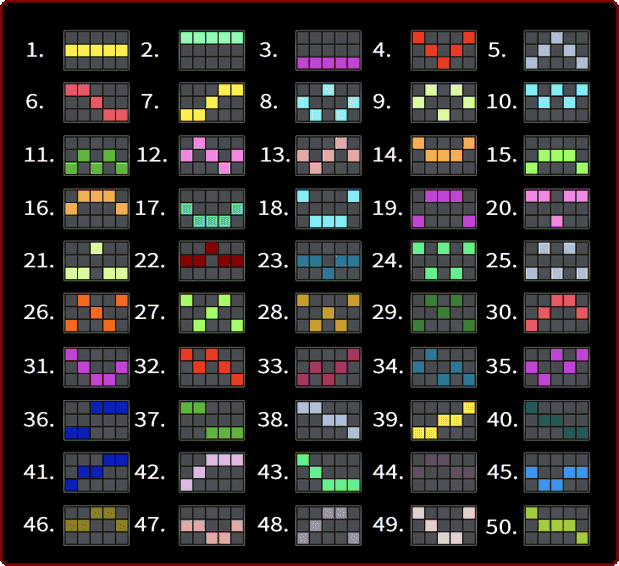 1. 2. 3. 4. 5.
6. 7. 8. 9. 10.
11. 12. 13. 14. 15.
16. 17. 18. 19. 20.
21. 22. 23. 24. 25.
26. 27. 28. 29. 30.
31. 32. 33. 34. 35.
36. 37. 38. 39. 40.
41. 42. 43. 44. 45.
46. 47. 48. 49. 50.